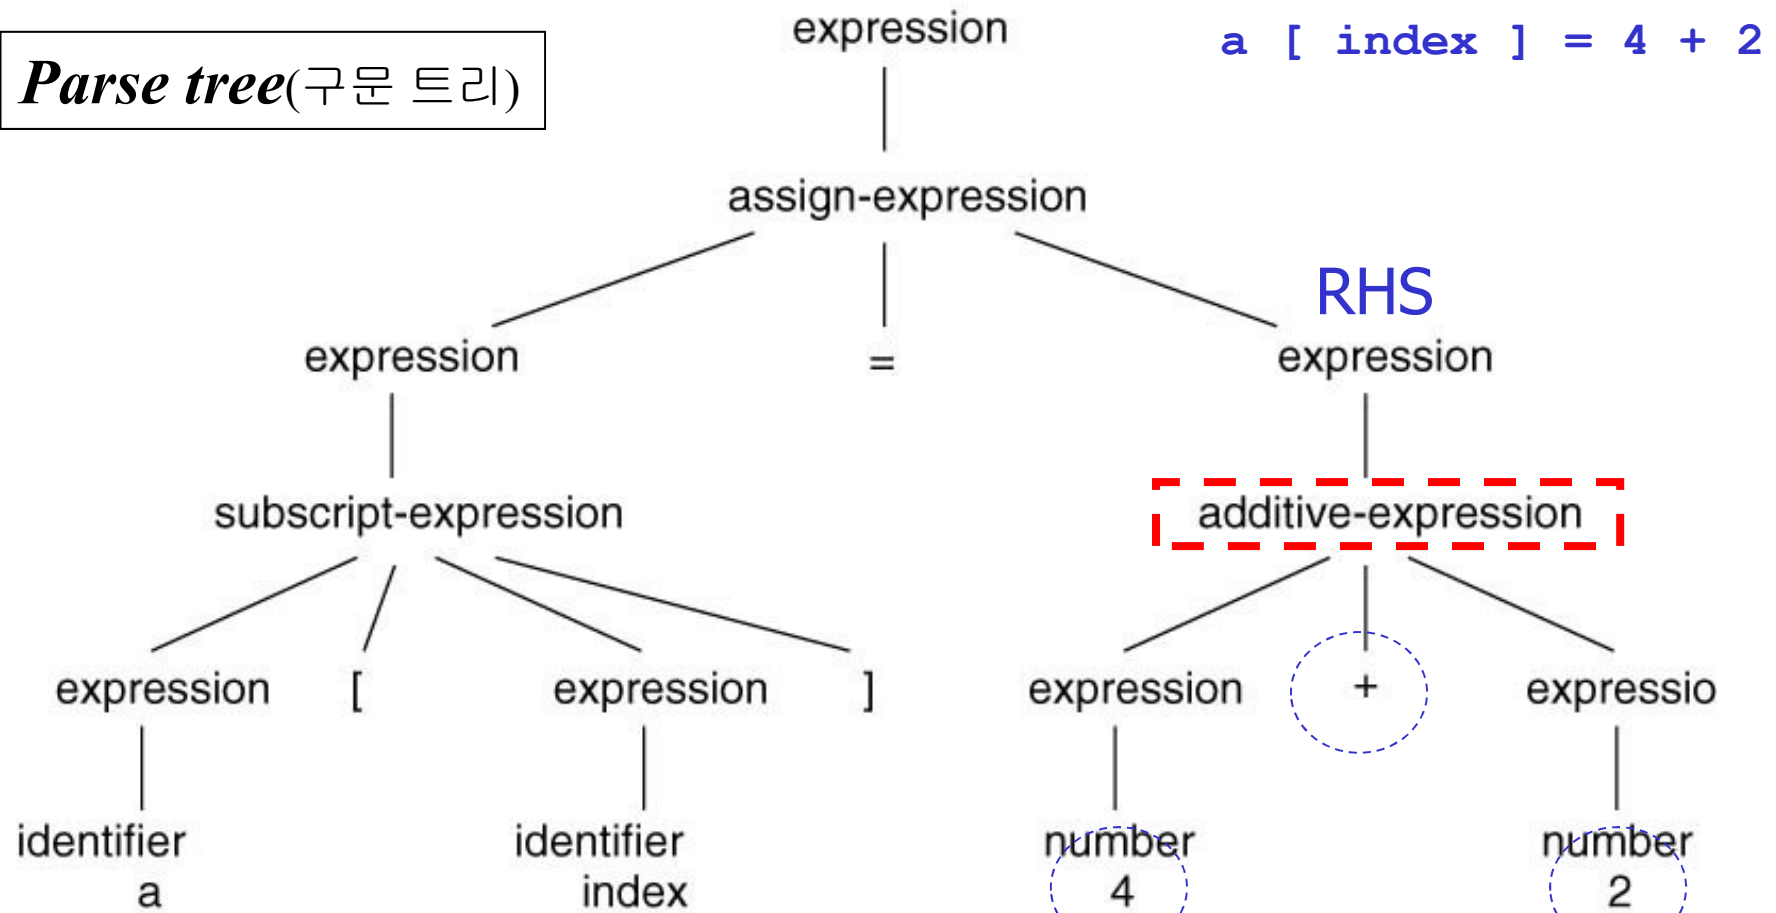 expression
a [ index ] = 4 + 2
Parse tree(구문 트리)
assign-expression
RHS
expression = expression
subscript-expression additive-expression
expression [ expression ] expression + expressio
identifier identifier number number
a index 4 2